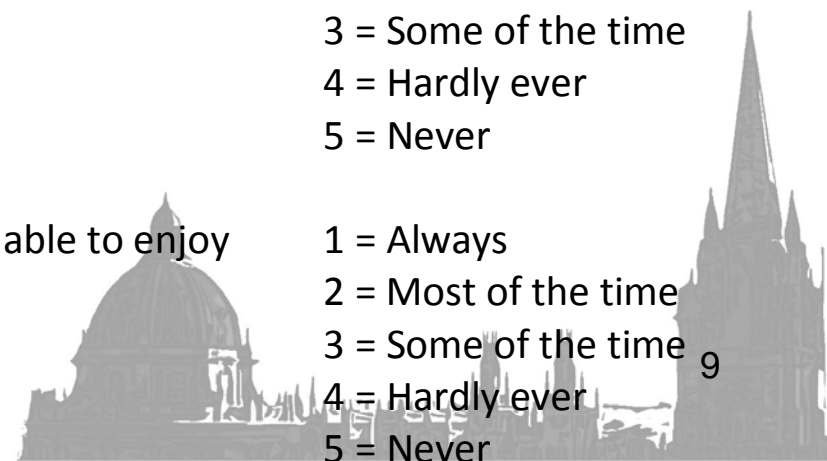 3 = Some of the time
4 = Hardly ever
5 = Never
able to enjoy 1 = Always
2 = Most of the time
3 = Some of the time
9
4 = Hardly ever
5 = Never